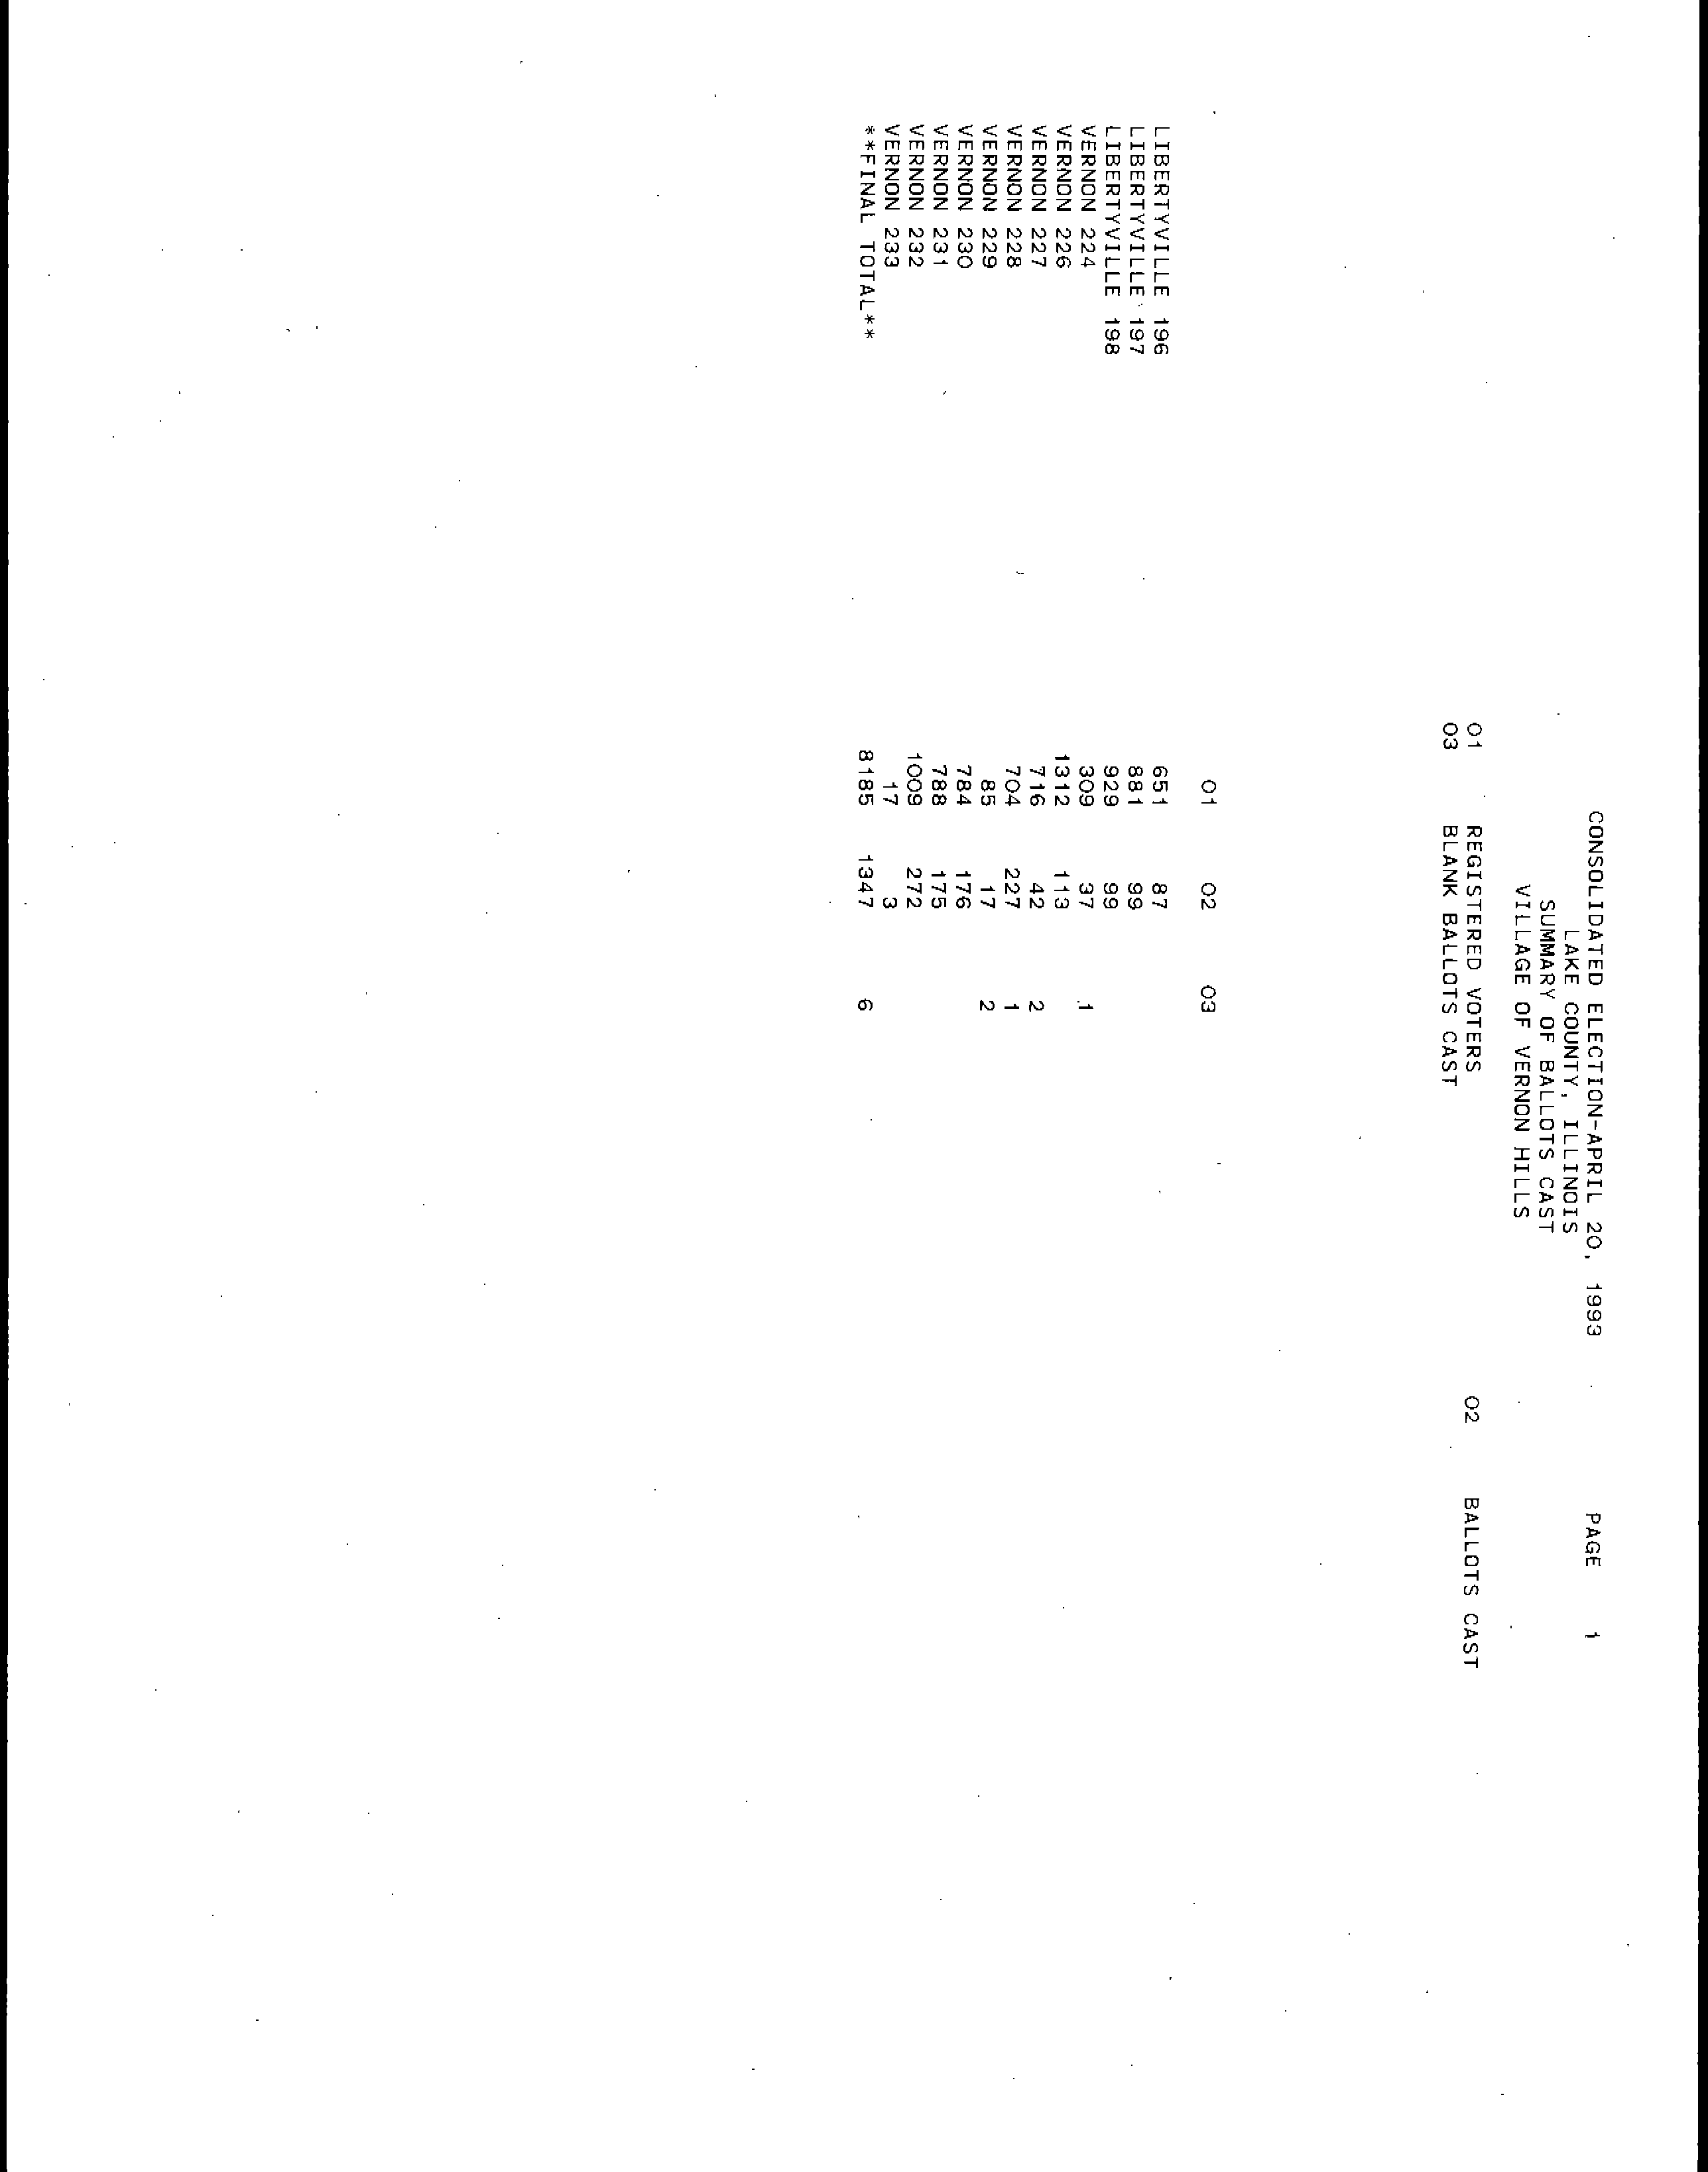 CONSOLIDATED ELECTION-APRIL 20, 1993 PAGE 1
LAKE COUNTY, ILLINOIS
SUMMARY OF BALLOTS CAST
VILLAGE OF VERNON HILLS
01 REGISTERED VOTERS 02 BALLOTS CAST
03 BLANK BALLOTS CAST
01 02 03
LIBERTYVILLE 196 651 87
LIBERTYVILLE 197 881 99
LIBERTYVILLE 198 929 99
VERNON 224 309 37 1
VERNON 226 1312 113
VERNON 227 716 42 2
VERNON 228 704 227 1
VERNON 229 85 17 2
VERNON 230 784 176
VERNON 231 788 175
VERNON 232 1009 272
VERNON 233 17 3
**FINAL TOTAL** 8185 1347 6